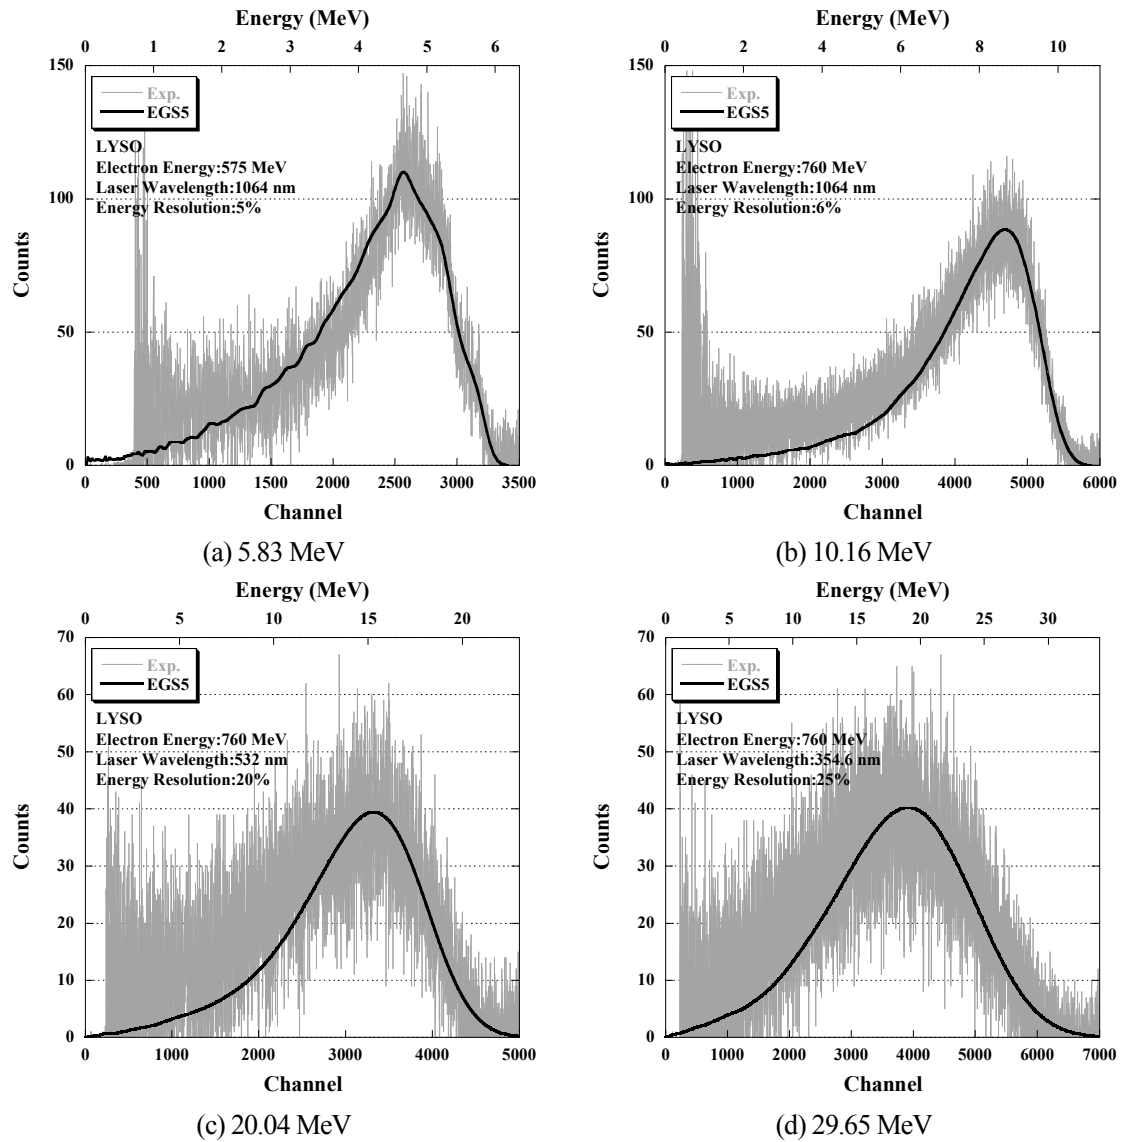 Energy (MeV)
0 1 2 3 4 5 6
150
100
50
0
Counts
Exp.
EGS5
LYSO
Electron Energy:575 MeV
Laser Wavelength:1064 nm
Energy Resolution:5%
0 500 1000 1500 2000 2500 3000 3500
Channel
(a) 5.83 MeV
Energy (MeV)
0 2 4 6 8 10
150
100
50
0
Counts
Exp.
EGS5
LYSO
Electron Energy:760 MeV
Laser Wavelength:1064 nm
Energy Resolution:6%
0 1000 2000 3000 4000 5000 6000
Channel
(b) 10.16 MeV
Energy (MeV)
0 5 10 15 20
70
60
50
40
30
20
10
0
Counts
Exp.
EGS5
LYSO
Electron Energy:760 MeV
Laser Wavelength:532 nm
Energy Resolution:20%
0 1000 2000 3000 4000 5000
Channel
(c) 20.04 MeV
Energy (MeV)
0 5 10 15 20 25 30
70
60
50
40
30
20
10
0
Counts
Exp.
EGS5
LYSO
Electron Energy:760 MeV
Laser Wavelength:354.6 nm
Energy Resolution:25%
0 1000 2000 3000 4000 5000 6000 7000
Channel
(d) 29.65 MeV